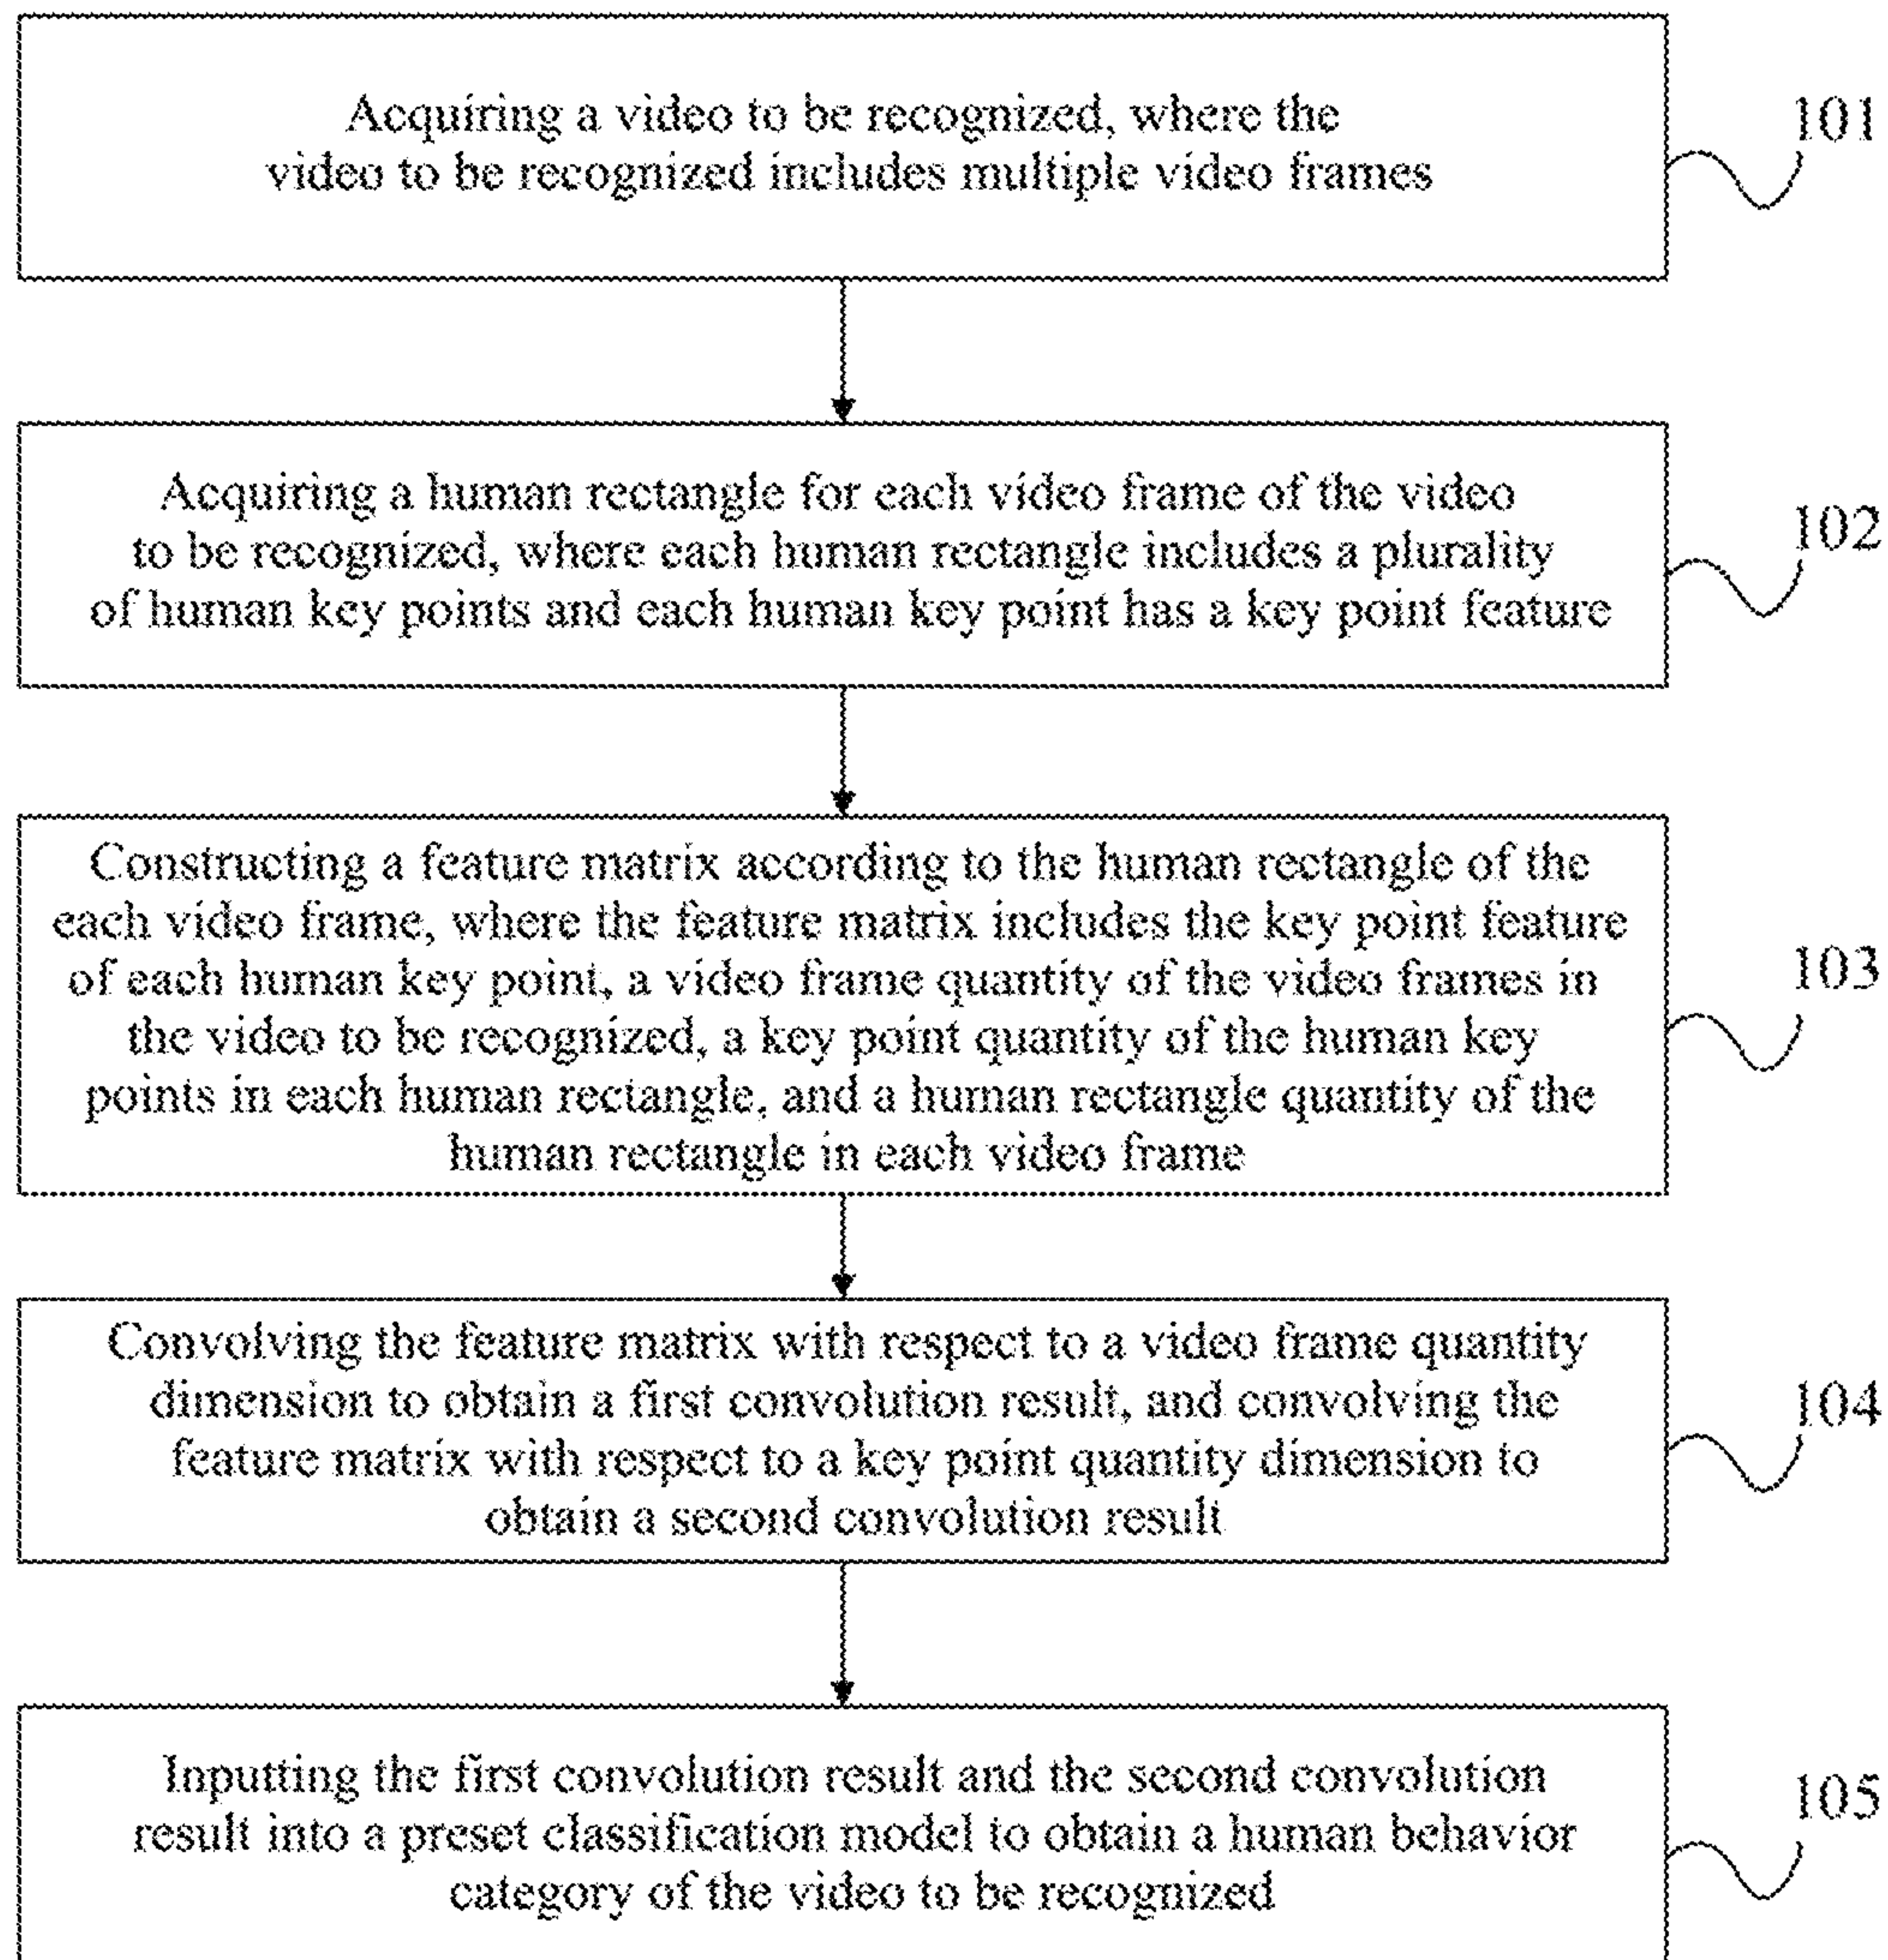 Acquiring a video to be recognized, where the
video to be recognized includes multiple video frames
101
Acquiring a human rectangle for each video frame of the video
to be recognized, where each human rectangle includes a plurality
of human key points and each human key point has a key point feature
102
Constructing a feature matrix according to the human rectangle of the
each video frame, where the feature matrix includes the key point feature
of each human key point, a video frame quantity of the video frames in
the video to be recognized, a key point quantity of the human key
points in each human rectangle, and a human rectangle quantity of the
human rectangle in each video frame
103
Convolving the feature matrix with respect to a video frame quantity
dimension to obtain a first convolution result, and convolving the
feature matrix with respect to a key point quantity dimension to
obtain a second convolution result
104
Inputting the first convolution result and the second convolution
result into a preset classification model to obtain a human behavior
category of the video to be recognized
105